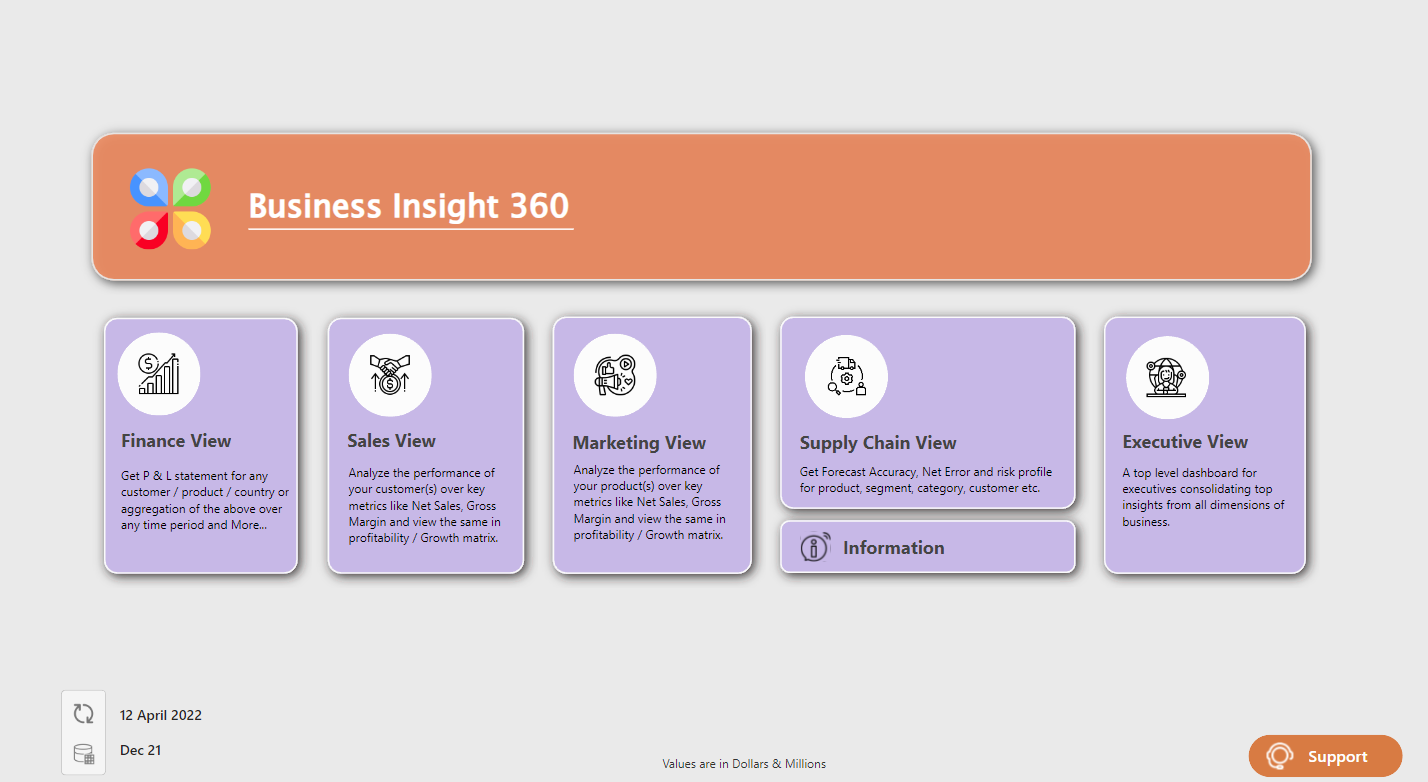 Business Insight 360
Finance View
Get P & L statement for any
customer / product / country or
aggregation of the above over
any time period and More...
Sales View
Analyze the performance of
your customer(s) over key
metrics like Net Sales, Gross
Margin and view the same in
profitability / Growth matrix.
Marketing View
Analyze the performance of
your product(s) over key
metrics like Net Sales, Gross
Margin and view the same in
profitability / Growth matrix.
Supply Chain View
Get Forecast Accuracy, Net Error and risk profile
for product, segment, category, customer etc.
Information
Executive View
A top level dashboard for
executives consolidating top
insights from all dimensions of
business.
12 April 2022
Dec 21
Values are in Dollars & Millions
Support